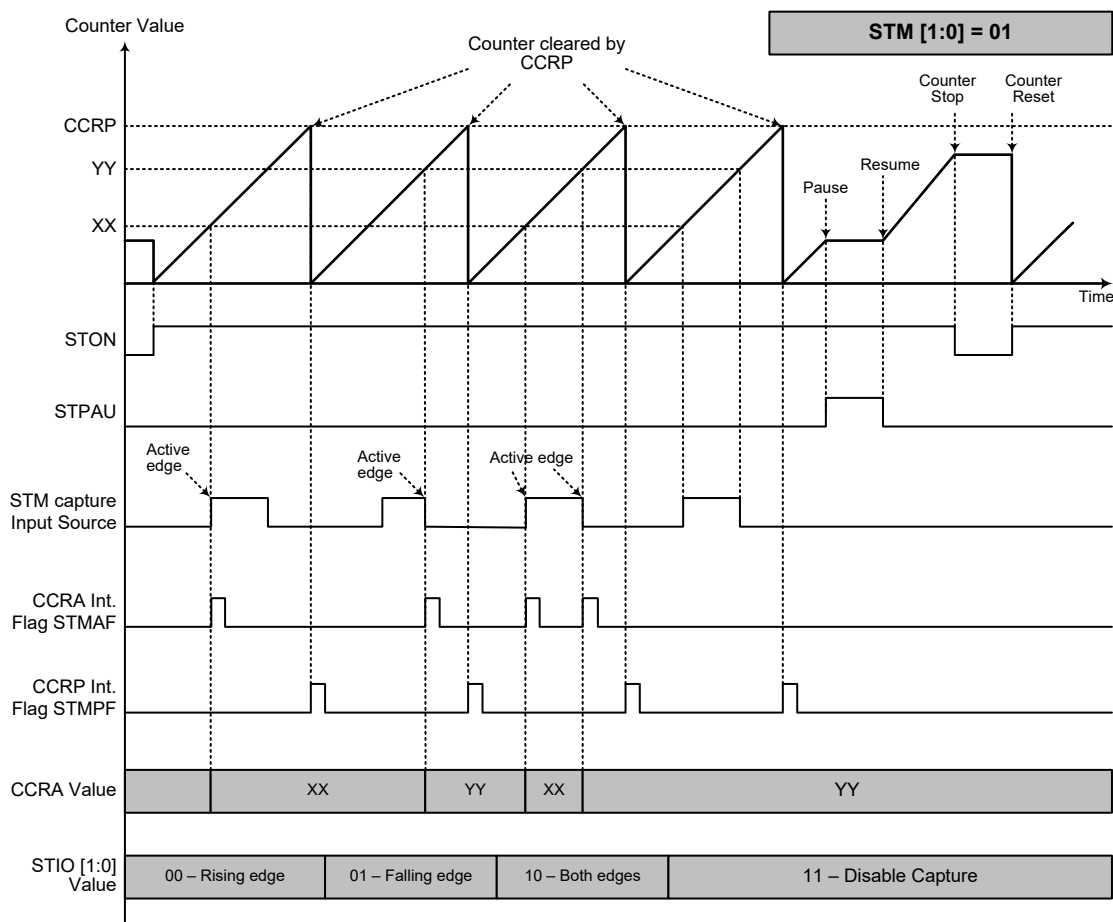 Counter Value
STM [1:0] = 01
Counter cleared by
CCRP
Counter
Stop
Counter
Reset
CCRP
YY
XX
Pause
Resume
Time
STON
STPAU
Active
edge
Active
edge
Active edge
STM capture
Input Source
CCRA Int.
Flag STMAF
CCRP Int.
Flag STMPF
CCRA Value
XX
YY
XX
YY
STIO [1:0]
Value
00 – Rising edge
01 – Falling edge
10 – Both edges
11 – Disable Capture